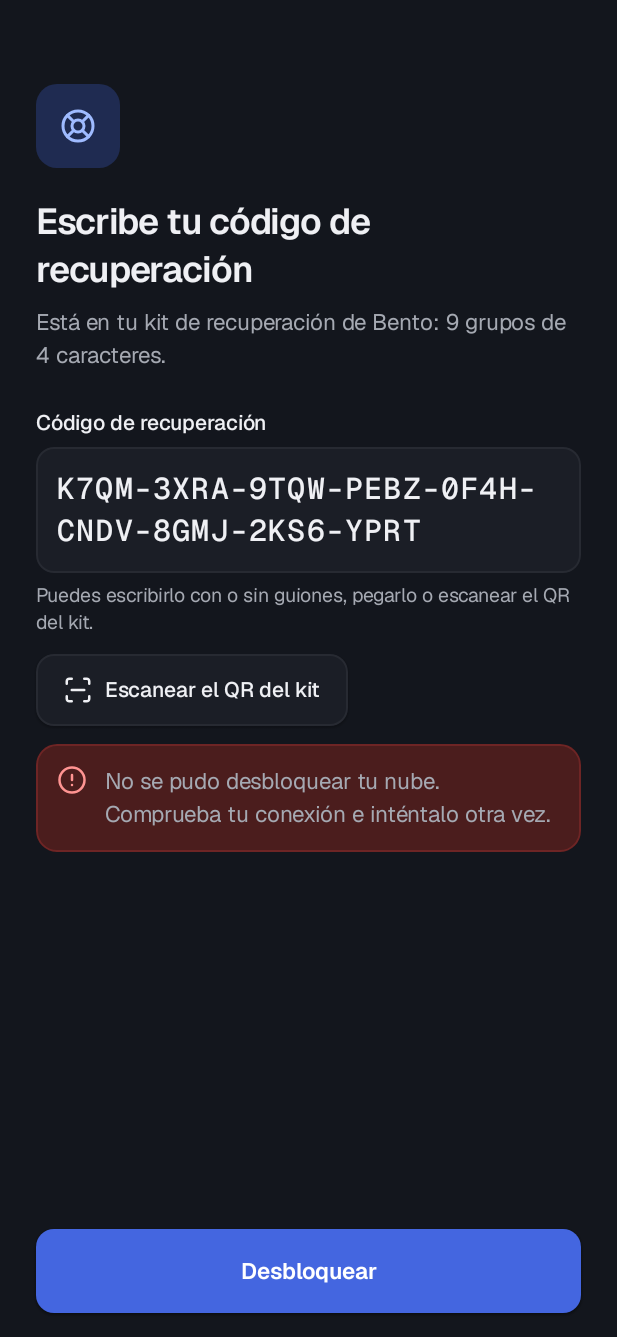 Escribe tu código de
recuperación
Está en tu kit de recuperación de Bento: 9 grupos de
4 caracteres.
Código de recuperación
K7QM-3XRA-9TQW-PEBZ-0F4H-
CNDV-8GMJ-2KS6-YPRT
Puedes escribirlo con o sin guiones, pegarlo o escanear el QR
del kit.
Escanear el QR del kit
No se pudo desbloquear tu nube.
Comprueba tu conexión e inténtalo otra vez.
Desbloquear